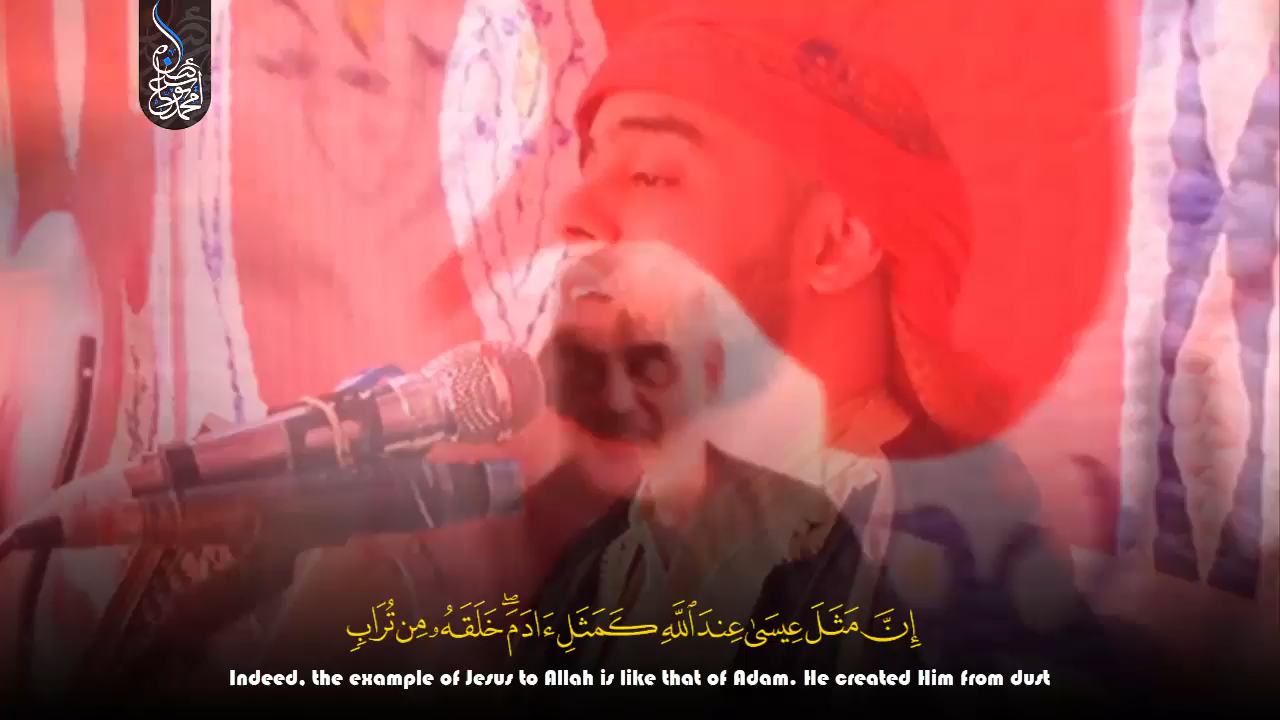 إِنَّ مَثَلَ عِيسَىٰ عِندَ ٱللَّهِ كَمَثَلِ ءَادَمَ ۖ خَلَقَهُۥ مِن تُرَابٍ
Indeed, the example of Jesus to Allah is like that of Adam. He created Him from dust